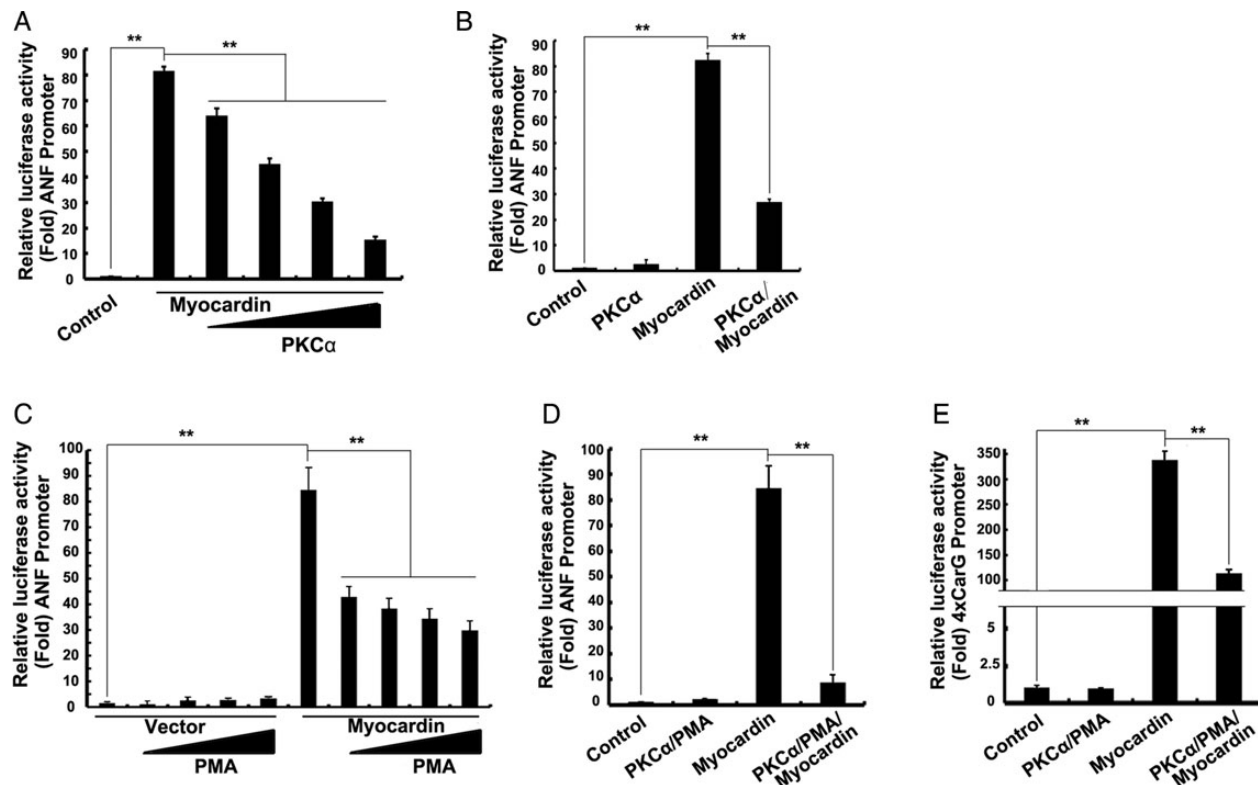 A
Relative luciferase activity
(Fold) ANF Promoter
90
80
70
60
50
40
30
20
10
0
**
**
Control
Myocardin
PKCα
B
Relative luciferase activity
(Fold) ANF Promoter
90
80
70
60
50
40
30
20
10
0
**
**
Control
PKCα
Myocardin
PKCα/
Myocardin
C
Relative luciferase activity
(Fold) ANF Promoter
100
90
80
70
60
50
40
30
20
10
0
**
**
Vector
Myocardin
PMA
PMA
D
Relative luciferase activity
(Fold) ANF Promoter
100
90
80
70
60
50
40
30
20
10
0
**
**
Control
PKCα/PMA
Myocardin
PKCα/PMA/
Myocardin
E
Relative luciferase activity
(Fold) 4xCarG Promoter
350
300
250
200
150
100
5
2.5
0
**
**
Control
PKCα/PMA
Myocardin
PKCα/PMA/
Myocardin